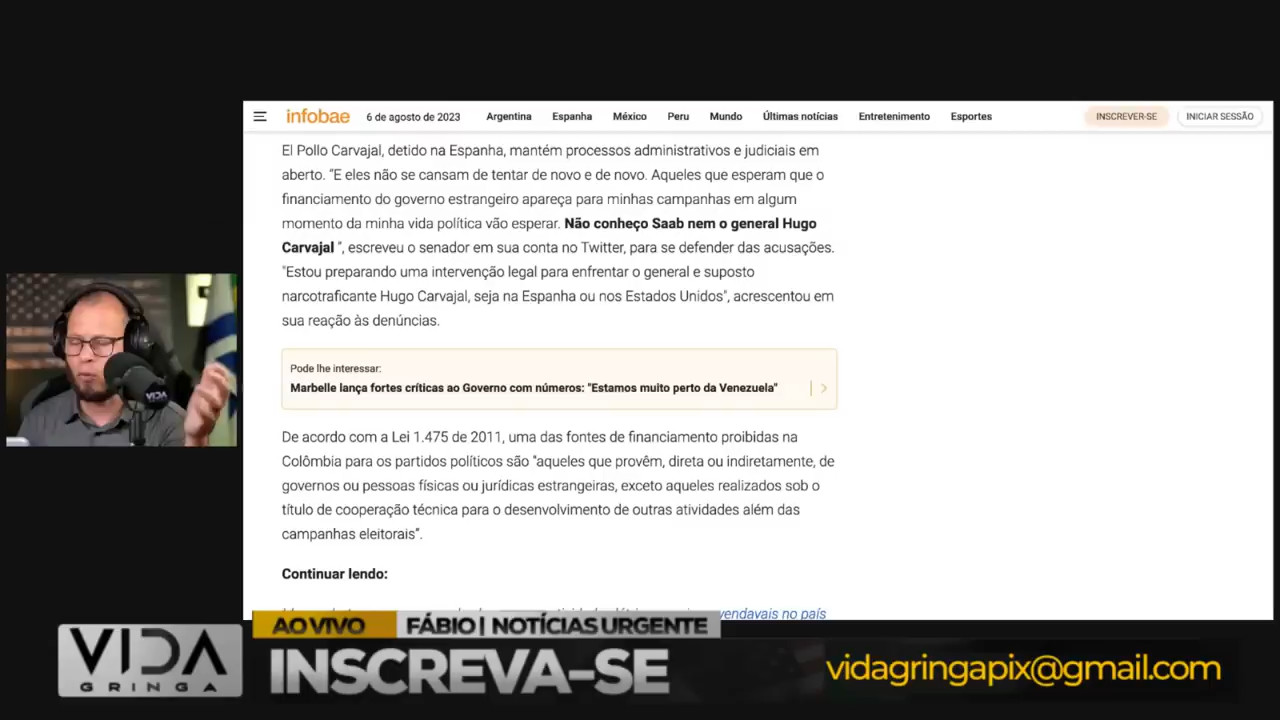 infobae 6 de agosto de 2023 Argentina Espanha México Peru Mundo Últimas notícias Entretenimento Esportes INSCREVER-SE INICIAR SESSÃO
El Pollo Carvajal, detido na Espanha, mantém processos administrativos e judiciais em
aberto. "E eles não se cansam de tentar de novo e de novo. Aqueles que esperam que o
financiamento do governo estrangeiro apareça para minhas campanhas em algum
momento da minha vida política vão esperar. Não conheço Saab nem o general Hugo
Carvajal ", escreveu o senador em sua conta no Twitter, para se defender das acusações.
"Estou preparando uma intervenção legal para enfrentar o general e suposto
narcotraficante Hugo Carvajal, seja na Espanha ou nos Estados Unidos", acrescentou em
sua reação às denúncias.
Pode lhe interessar:
Marbelle lança fortes críticas ao Governo com números: "Estamos muito perto da Venezuela"
De acordo com a Lei 1.475 de 2011, uma das fontes de financiamento proibidas na
Colômbia para os partidos políticos são "aqueles que provêm, direta ou indiretamente, de
governos ou pessoas físicas ou jurídicas estrangeiras, exceto aqueles realizados sob o
título de cooperação técnica para o desenvolvimento de outras atividades além das
campanhas eleitorais".
Continuar lendo:
vendavais no país
VIDA
AO VIVO FÁBIO | NOTÍCIAS URGENTE
VIDA
GRINGA
INSCREVA-SE
vidagringapix@gmail.com